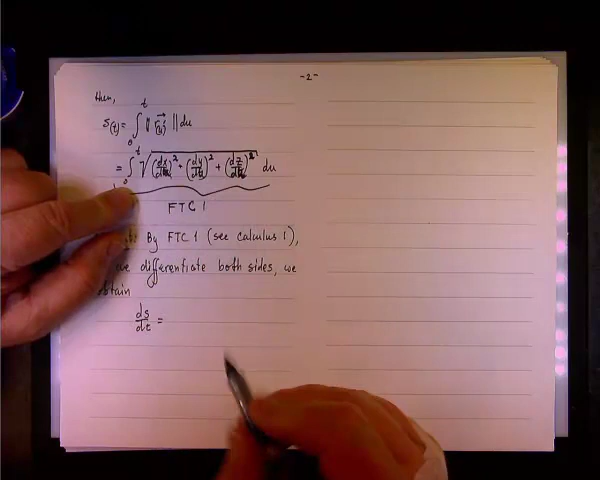 -2-
then,
s(t) = ∫₀ᵗ ‖ r⃗'(u) ‖ du
= ∫₀ᵗ √((dx/du)² + (dy/du)² + (dz/du)²) du
FTC 1
By FTC 1 (see calculus 1),
we differentiate both sides, we
obtain
ds/dt =